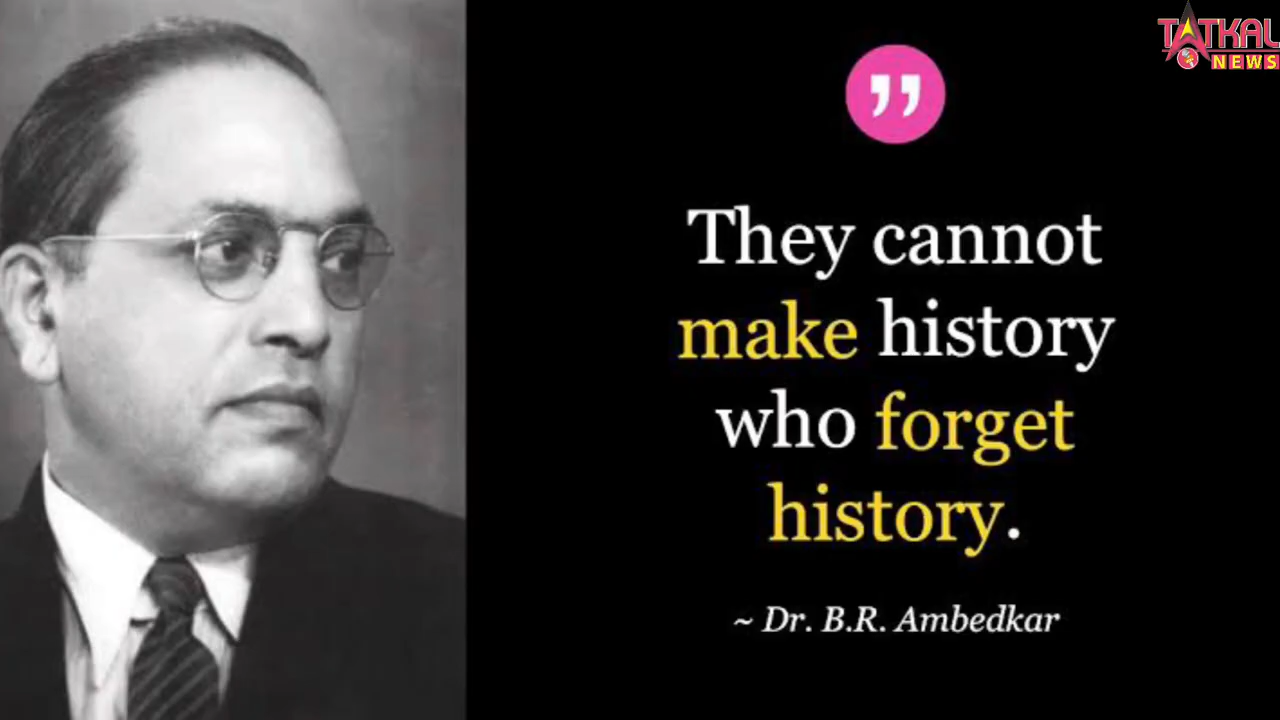 TATKAL
NEWS
”
They cannot
make history
who forget
history.
~ Dr. B.R. Ambedkar